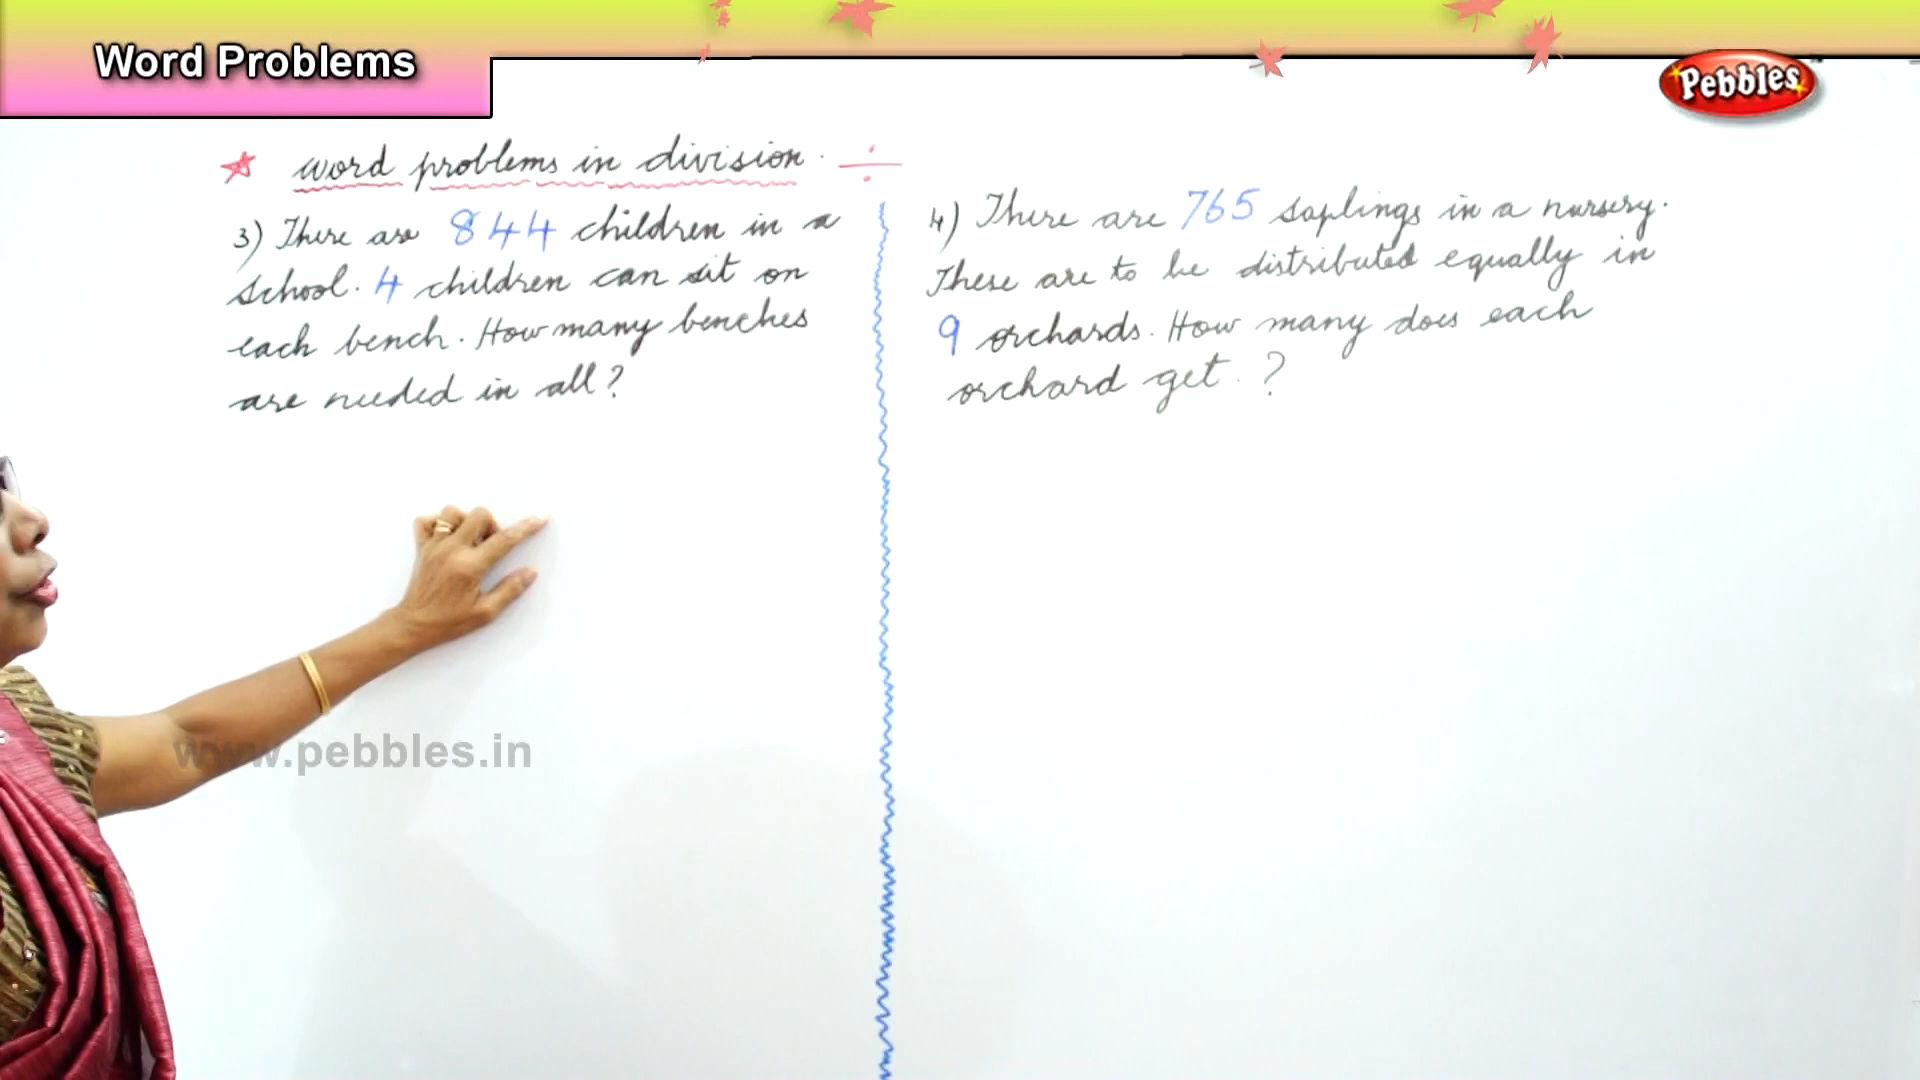 Word Problems
Pebbles
word problems in division. ÷
3) There are 844 children in a
school. 4 children can sit on
each bench. How many benches
are needed in all?
4) There are 765 saplings in a nursery.
These are to be distributed equally in
9 orchards. How many does each
orchard get. ?
www.pebbles.in